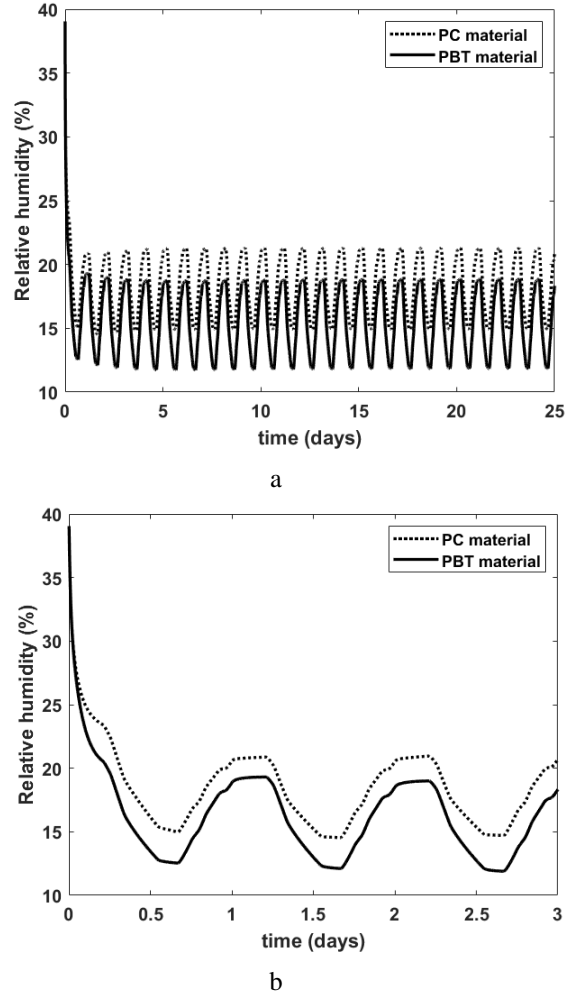 40
PC material
PBT material
35
30
25
20
15
10
Relative humidity (%)
0 5 10 15 20 25
time (days)
a
40
PC material
PBT material
35
30
25
20
15
10
Relative humidity (%)
0 0.5 1 1.5 2 2.5 3
time (days)
b